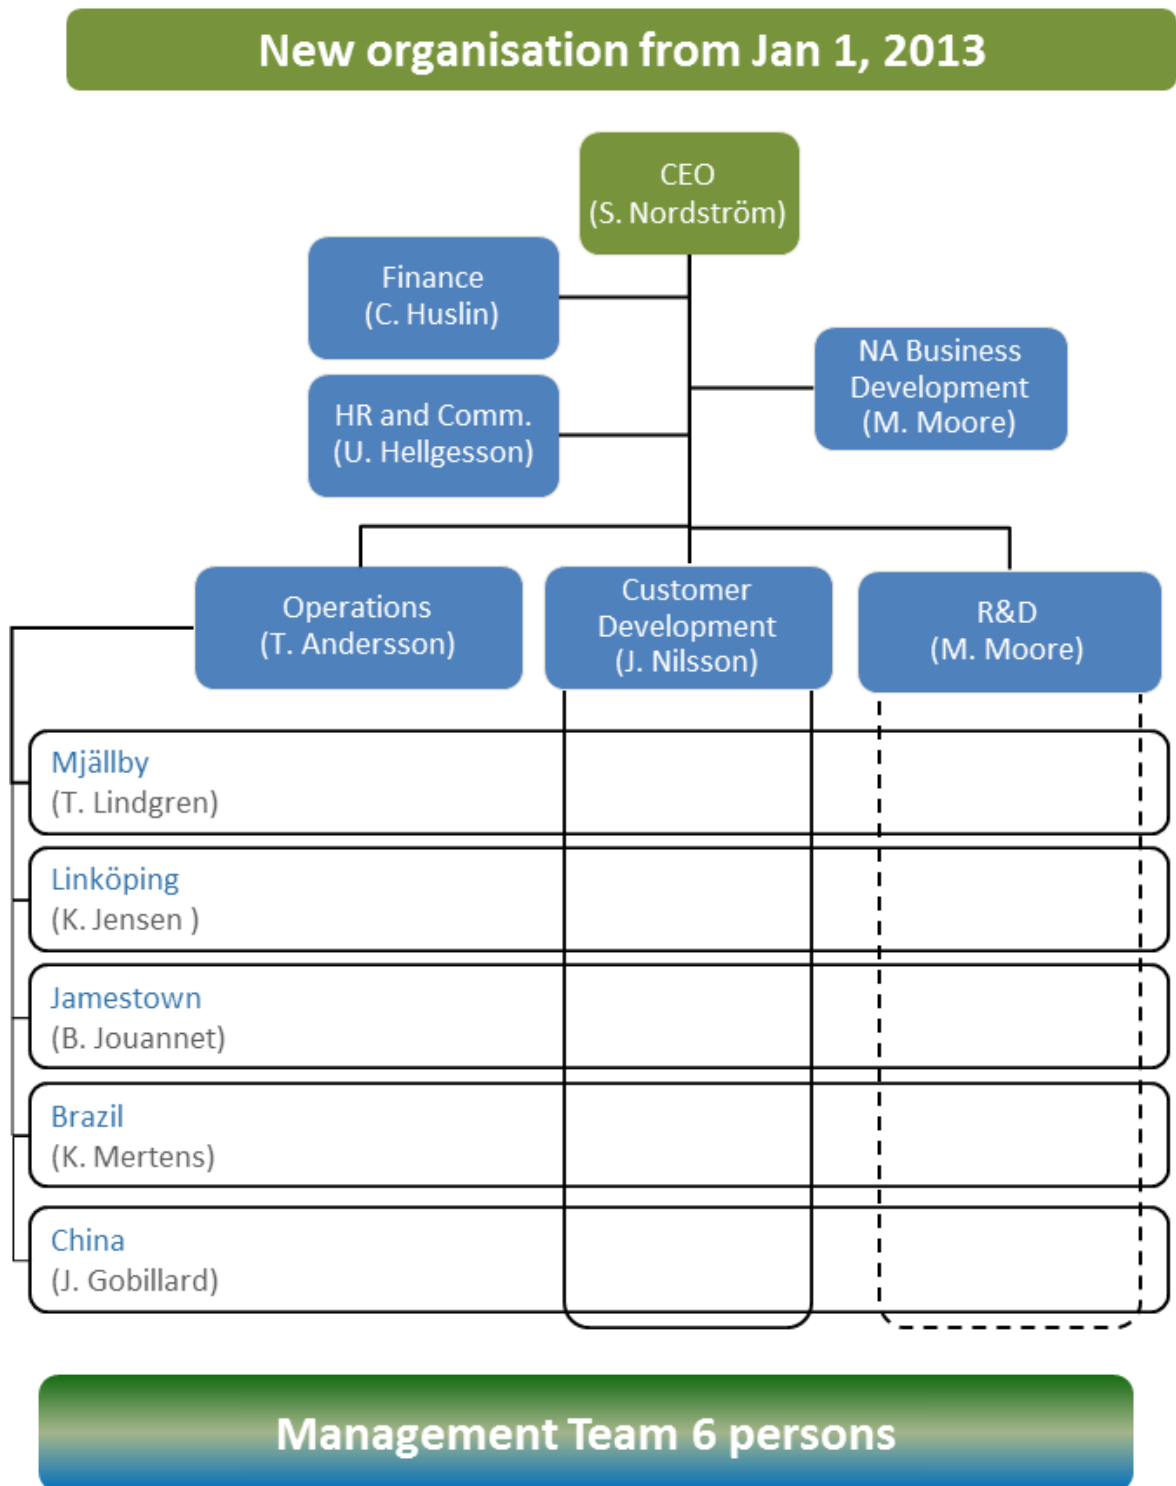 New organisation from Jan 1, 2013
CEO
(S. Nordström)
Finance
(C. Huslin)
NA Business
Development
(M. Moore)
HR and Comm.
(U. Hellgesson)
Operations
(T. Andersson)
Customer
Development
(J. Nilsson)
R&D
(M. Moore)
Mjällby
(T. Lindgren)
Linköping
(K. Jensen )
Jamestown
(B. Jouannet)
Brazil
(K. Mertens)
China
(J. Gobillard)
Management Team 6 persons